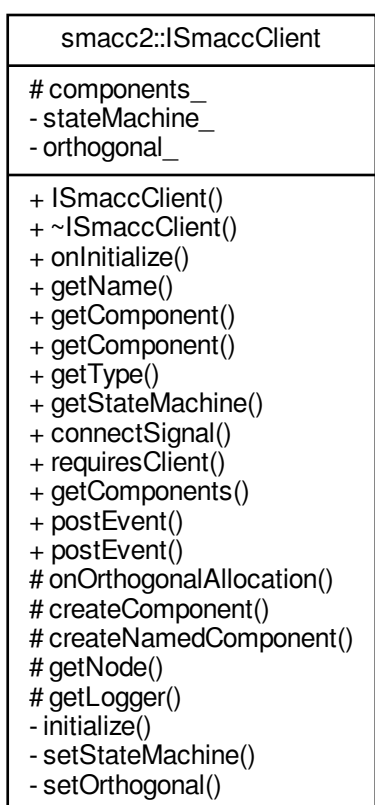 smacc2::ISmaccClient
# components_
- stateMachine_
- orthogonal_
+ ISmaccClient()
+ ~ISmaccClient()
+ onInitialize()
+ getName()
+ getComponent()
+ getComponent()
+ getType()
+ getStateMachine()
+ connectSignal()
+ requiresClient()
+ getComponents()
+ postEvent()
+ postEvent()
# onOrthogonalAllocation()
# createComponent()
# createNamedComponent()
# getNode()
# getLogger()
- initialize()
- setStateMachine()
- setOrthogonal()